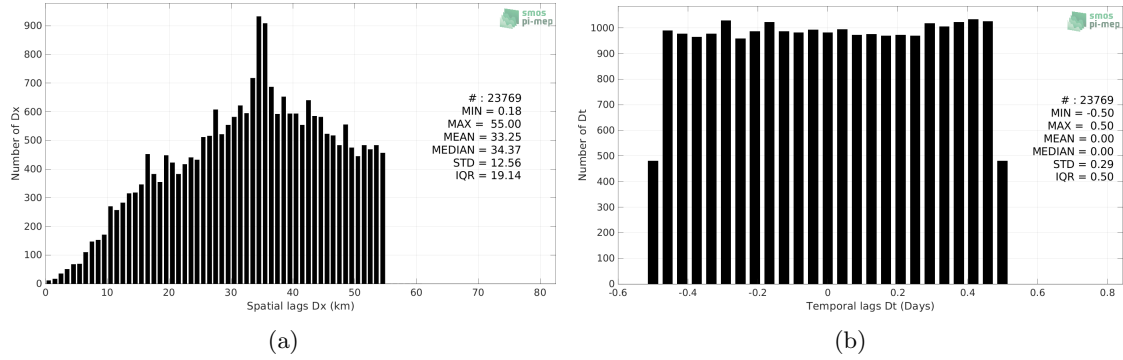 900
800
700
600
500
400
300
200
100
0
Number of Dx
0 10 20 30 40 50 60 70 80
Spatial lags Dx (km)
smos
pi-mep
# : 23769
MIN = 0.18
MAX = 55.00
MEAN = 33.25
MEDIAN = 34.37
STD = 12.56
IQR = 19.14
(a)
1000
900
800
700
600
500
400
300
200
100
0
Number of Dt
-0.6 -0.4 -0.2 0 0.2 0.4 0.6 0.8
Temporal lags Dt (Days)
smos
pi-mep
# : 23769
MIN = -0.50
MAX = 0.50
MEAN = 0.00
MEDIAN = 0.00
STD = 0.29
IQR = 0.50
(b)